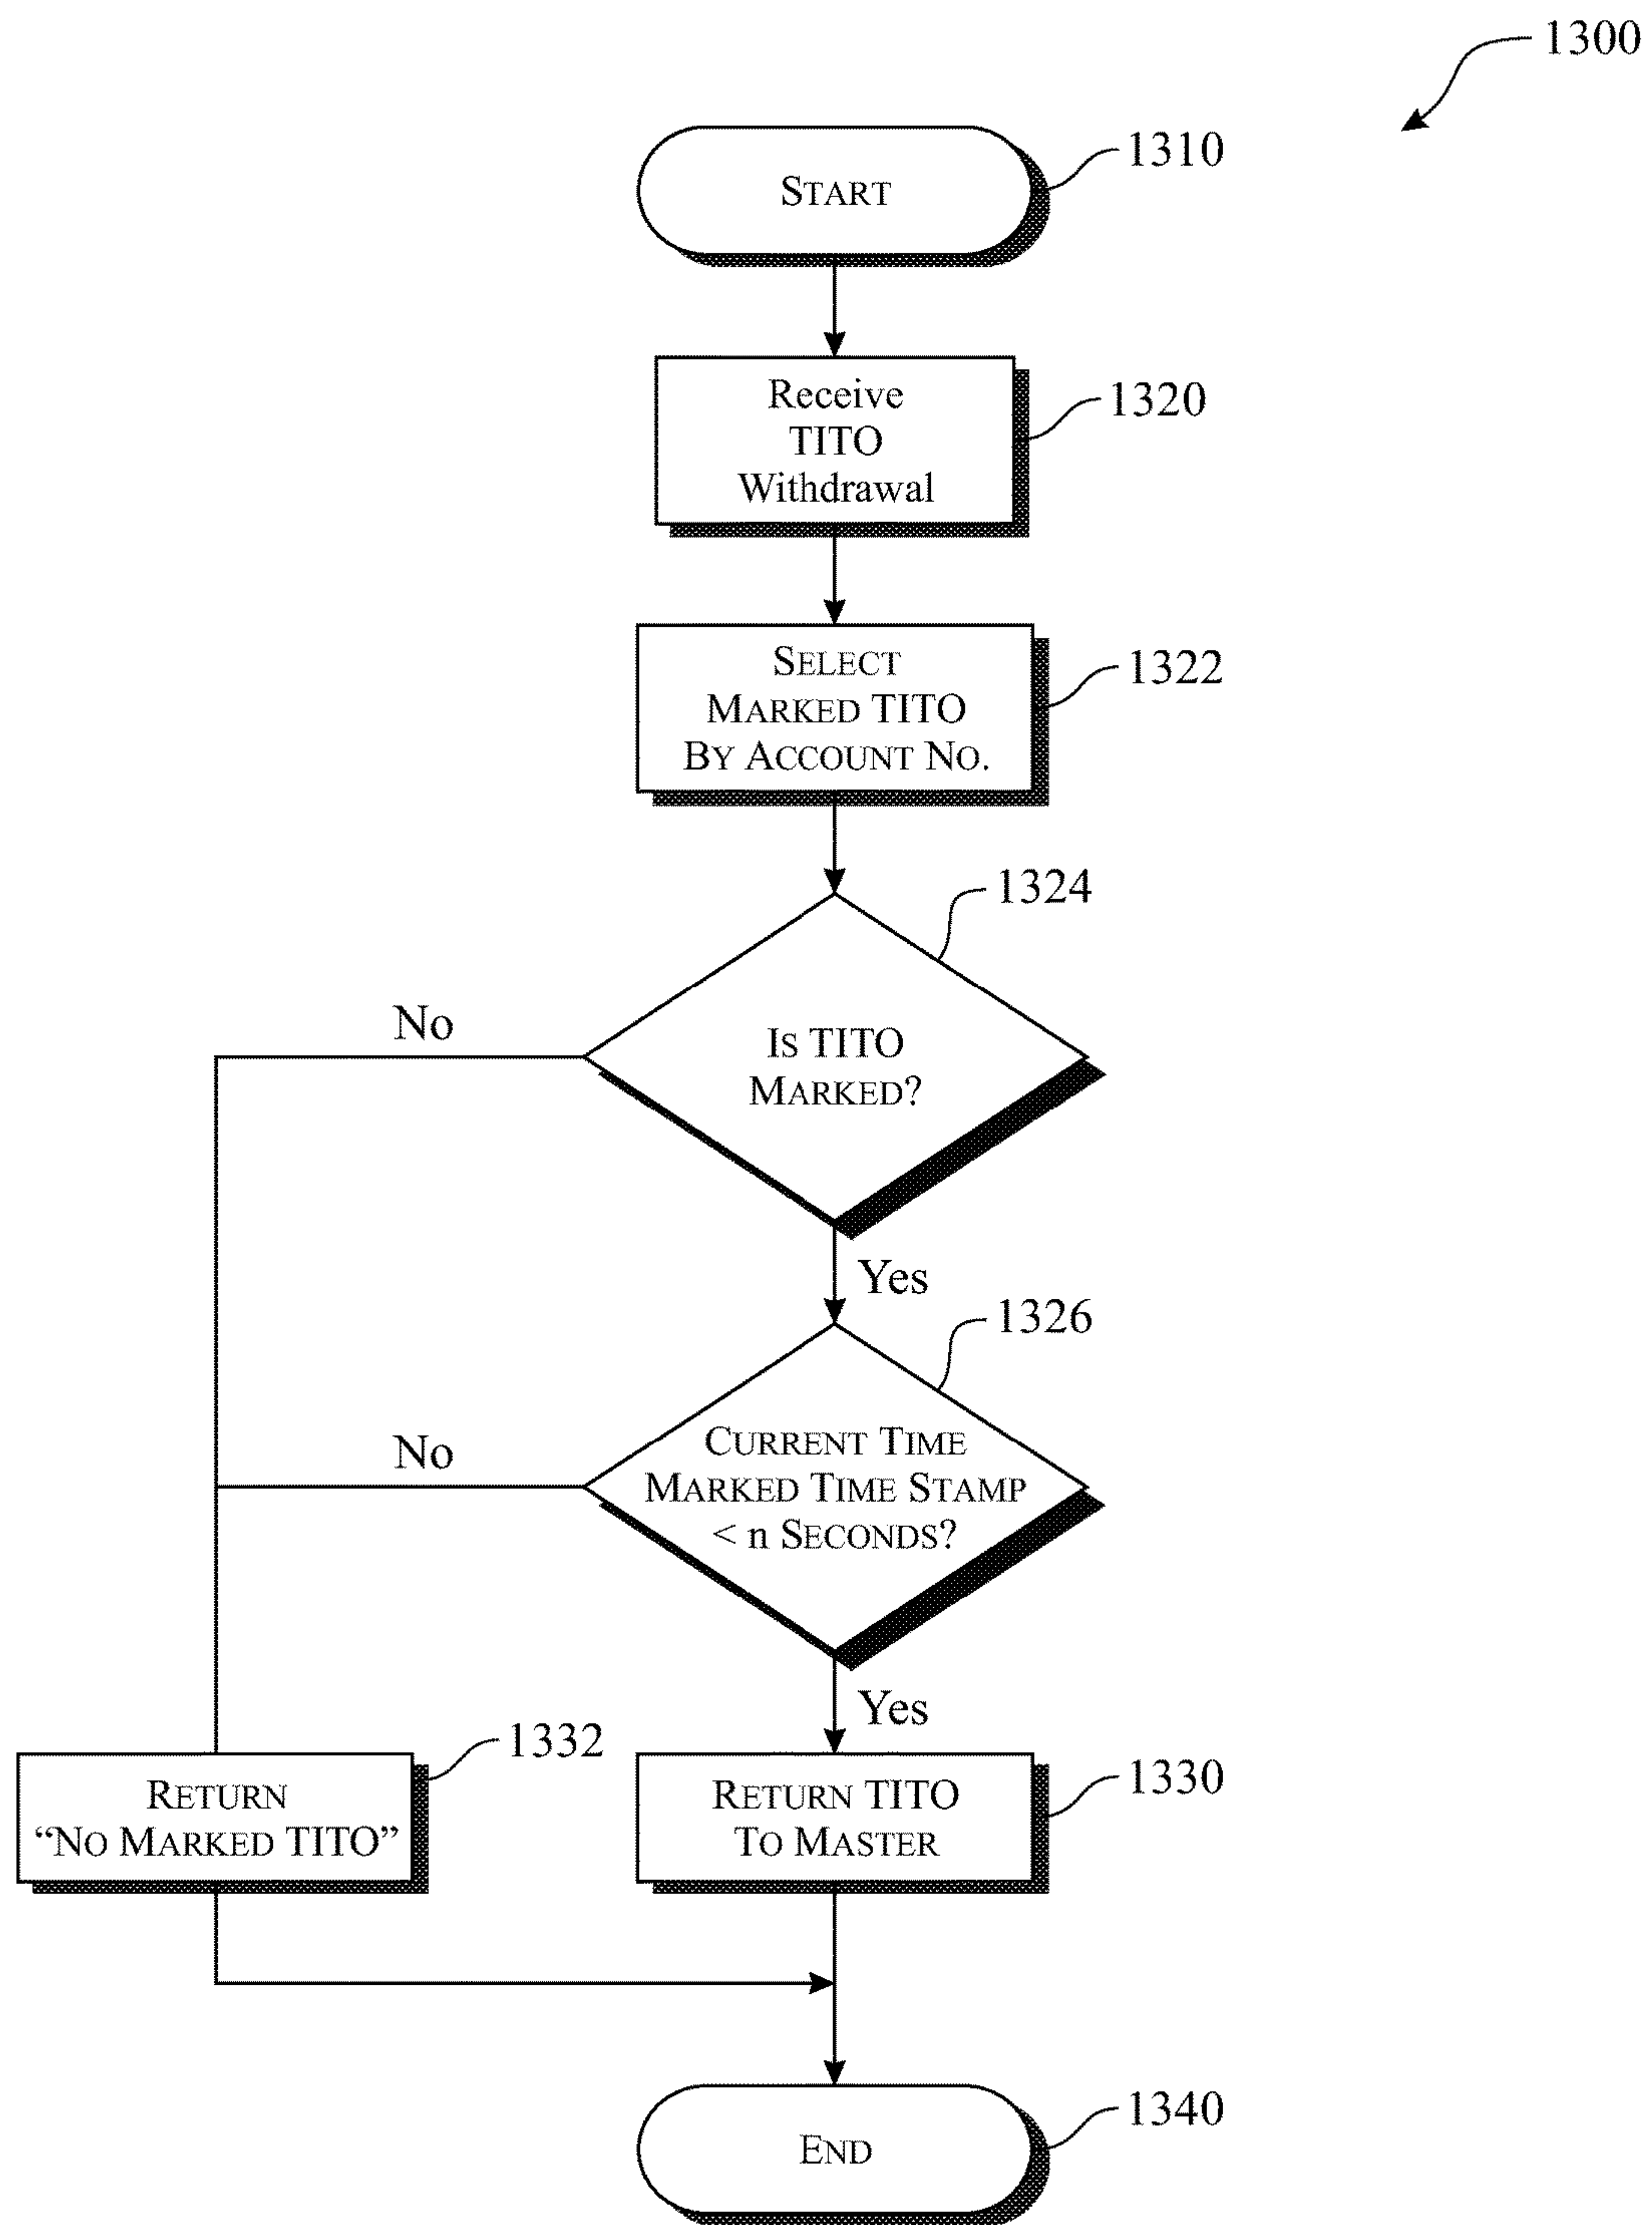 1300
START
1310
Receive
TITO
Withdrawal
1320
SELECT
MARKED TITO
BY ACCOUNT NO.
1322
1324
No
IS TITO
MARKED?
Yes
1326
No
CURRENT TIME
MARKED TIME STAMP
< n SECONDS?
Yes
1332
RETURN
“NO MARKED TITO”
RETURN TITO
TO MASTER
1330
END
1340